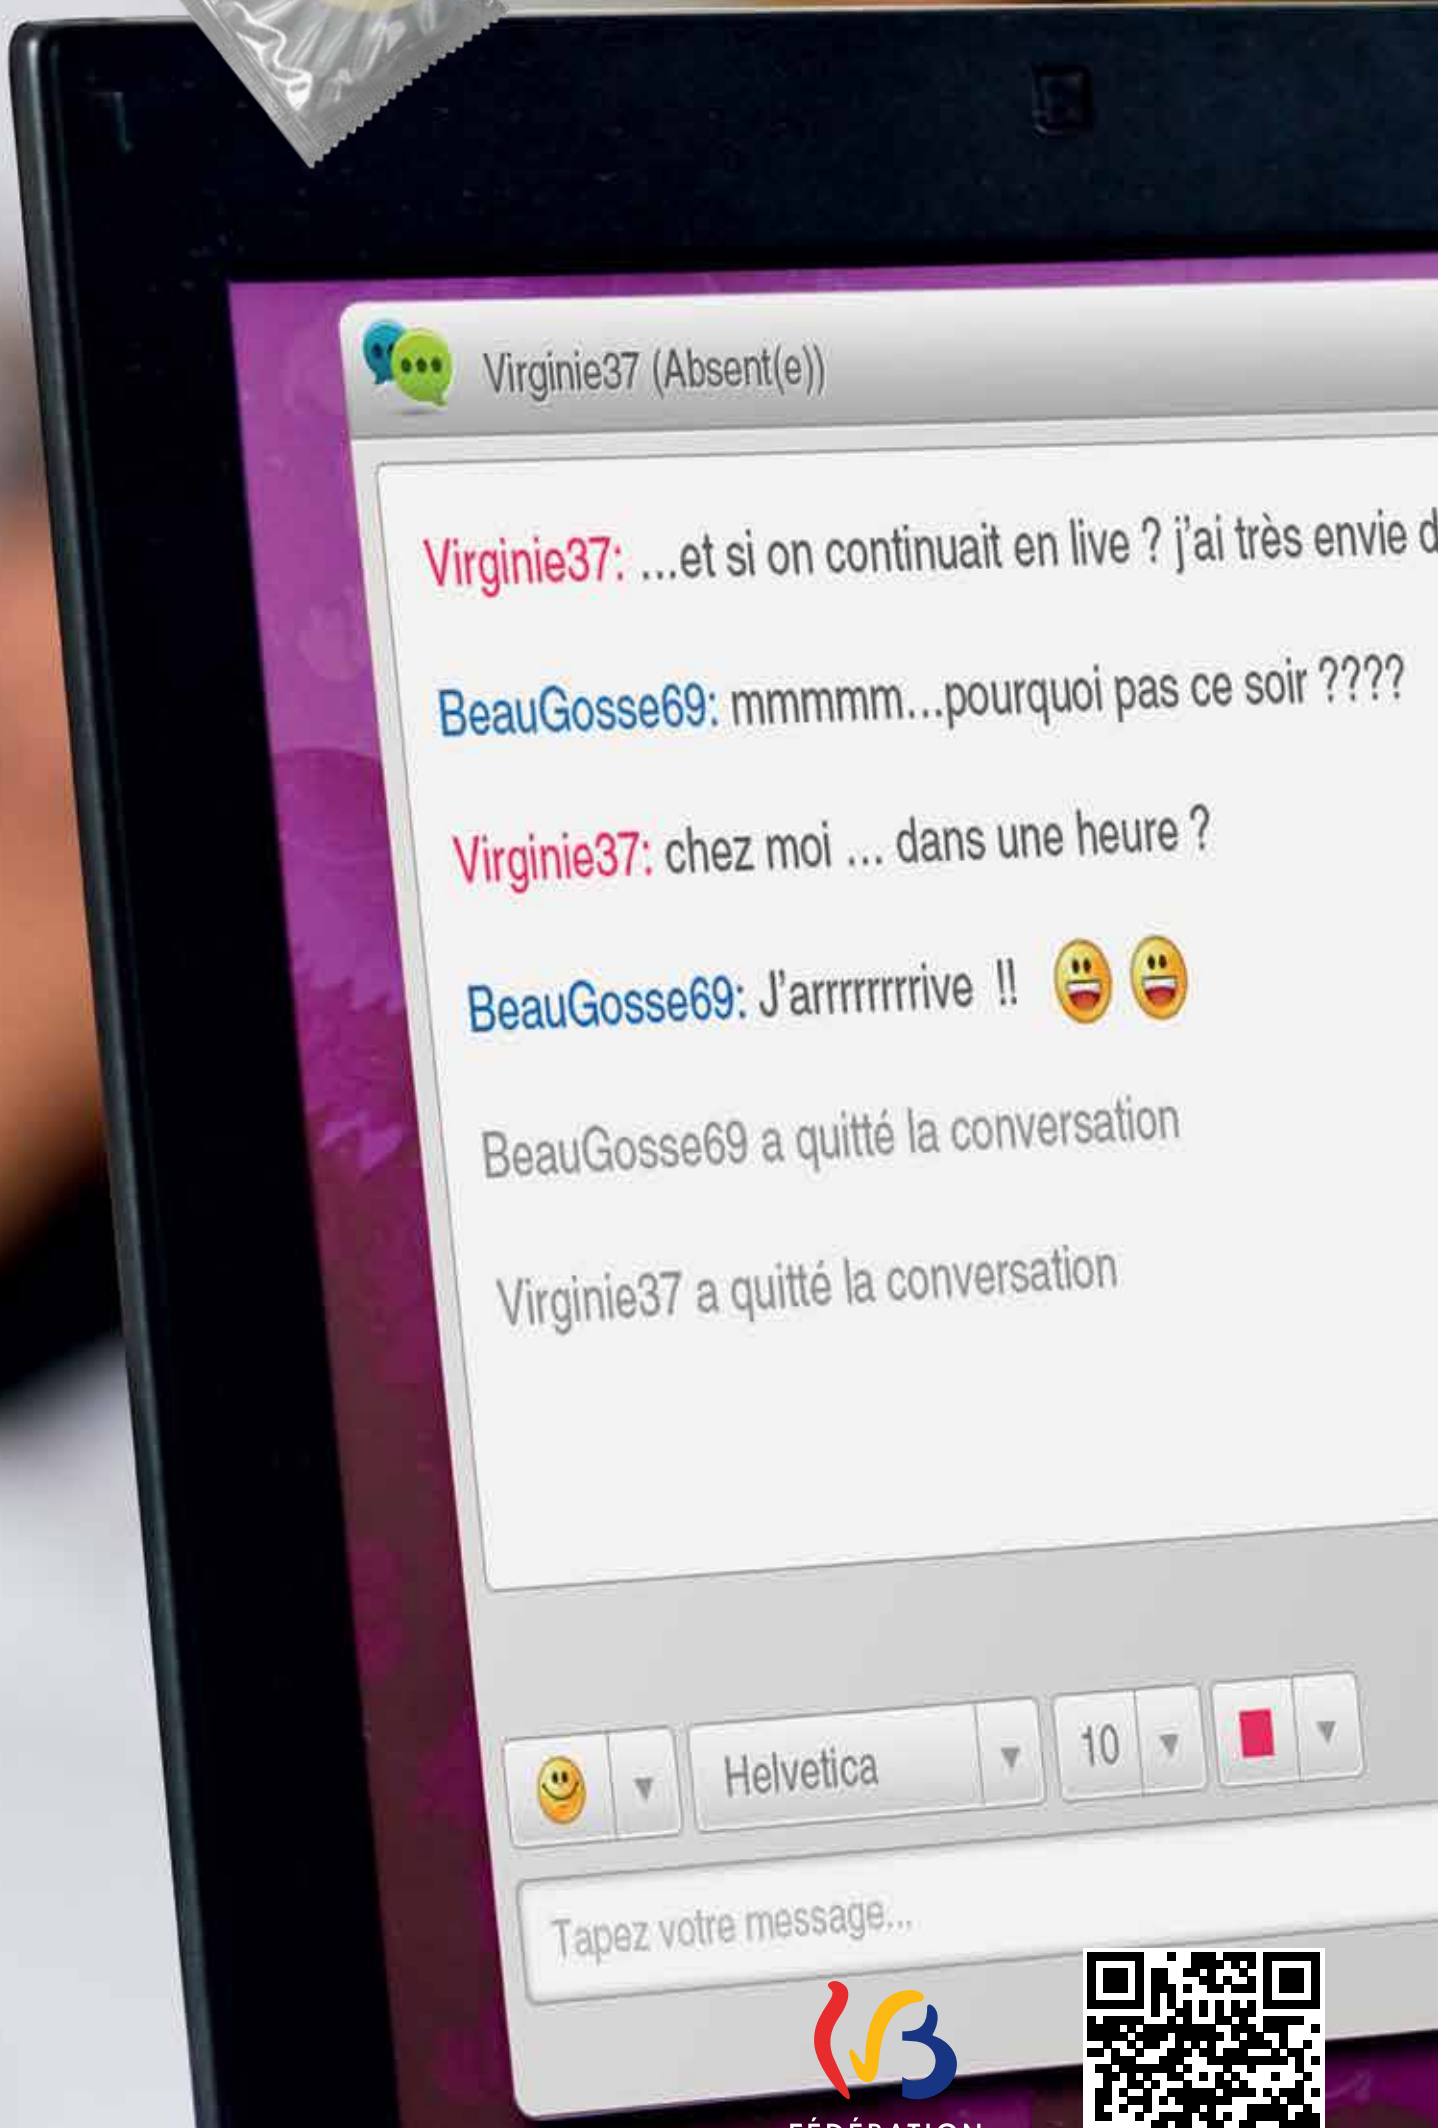 Virginie37 (Absent(e))
Virginie37: ...et si on continuait en live ? j'ai très envie d
BeauGosse69: mmmmm...pourquoi pas ce soir ????
Virginie37: chez moi ... dans une heure ?
BeauGosse69: J'arrrrrrrrive !!
BeauGosse69 a quitté la conversation
Virginie37 a quitté la conversation
Helvetica
10
Tapez votre message...
FÉDÉRATION